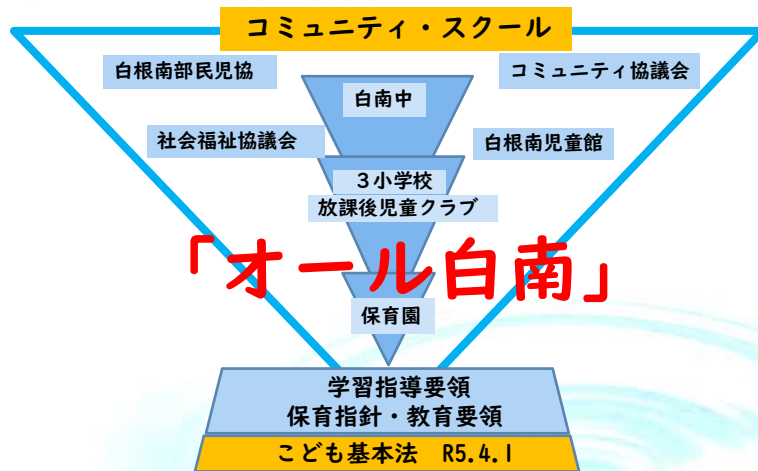 コミュニティ・スクール
白根南部民児協
コミュニティ協議会
白南中
社会福祉協議会
白根南児童館
３小学校
放課後児童クラブ
「オール白南」
保育園
学習指導要領
保育指針・教育要領
こども基本法　R5.4.1